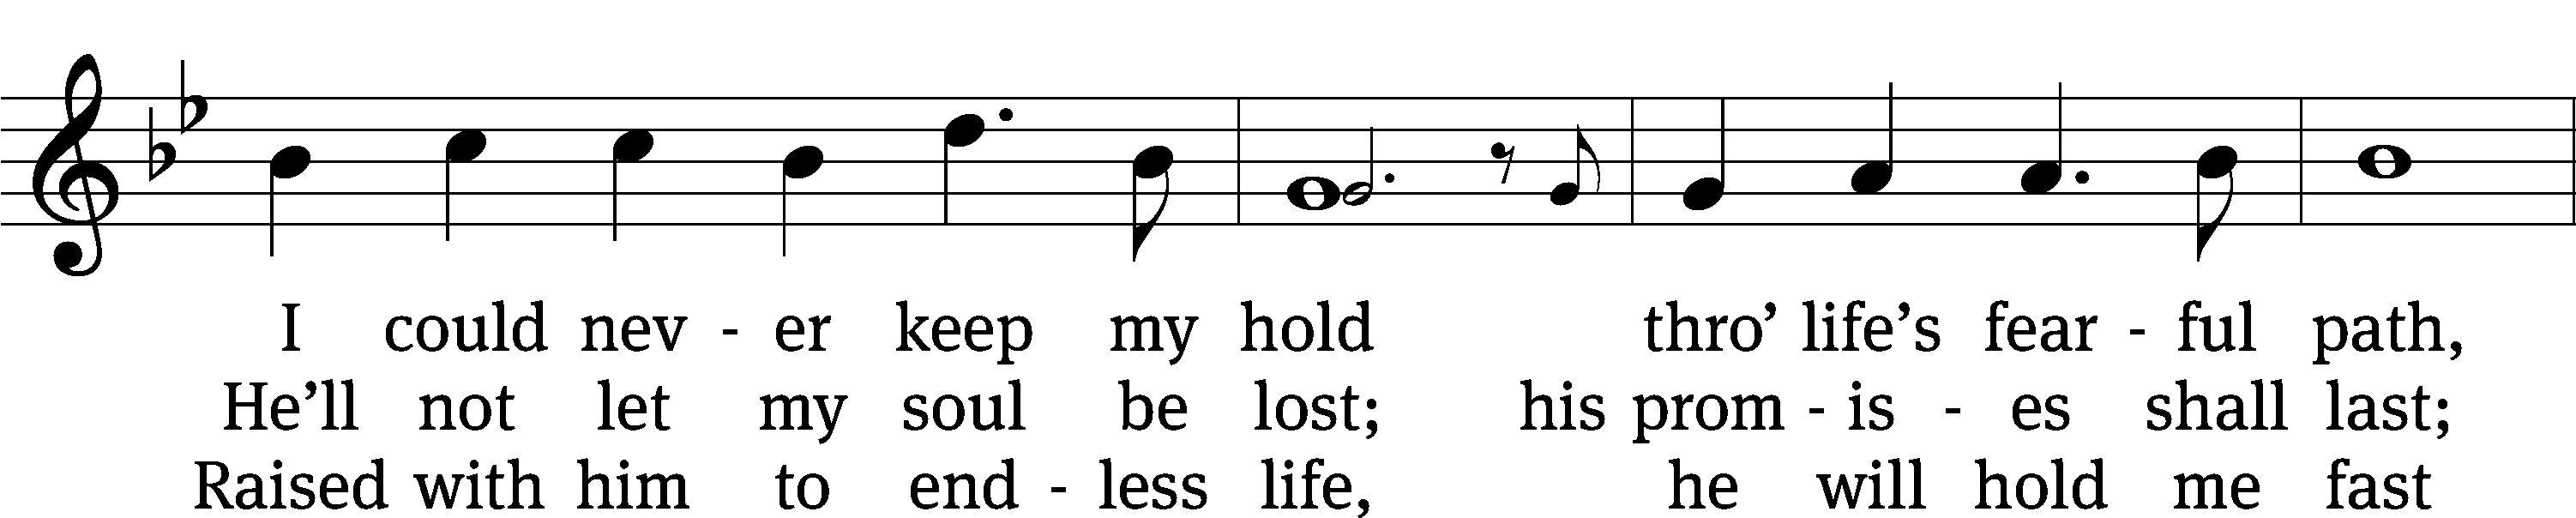 I could nev - er keep my hold thro’ life’s fear - ful path,
He’ll not let my soul be lost; his prom - is - es shall last;
Raised with him to end - less life, he will hold me fast